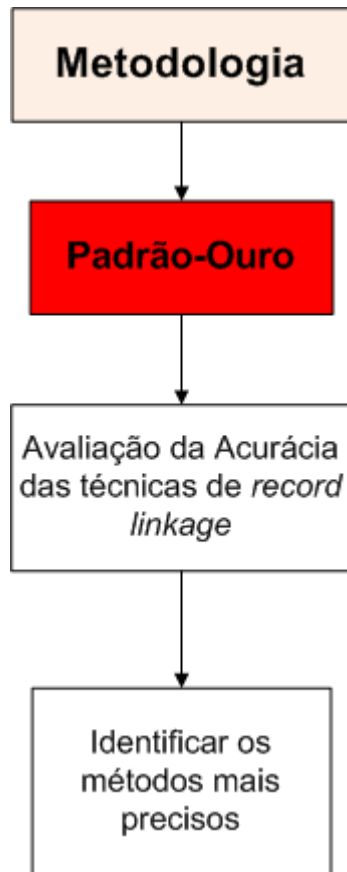 Metodologia
Padrão-Ouro
Avaliação da Acurácia
das técnicas de record
linkage
Identificar os
métodos mais
precisos